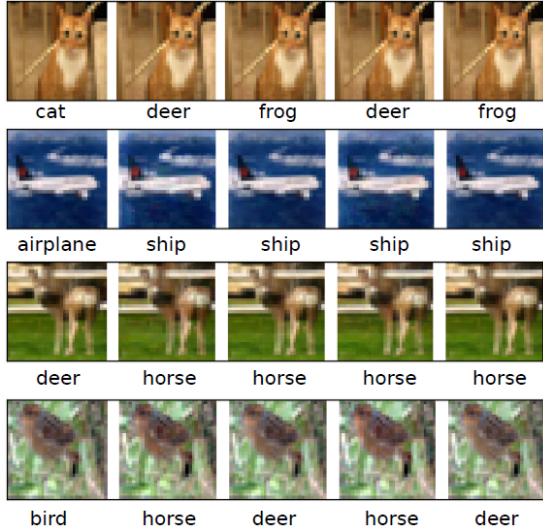 cat deer frog deer frog
airplane ship ship ship ship
deer horse horse horse horse
bird horse deer horse deer